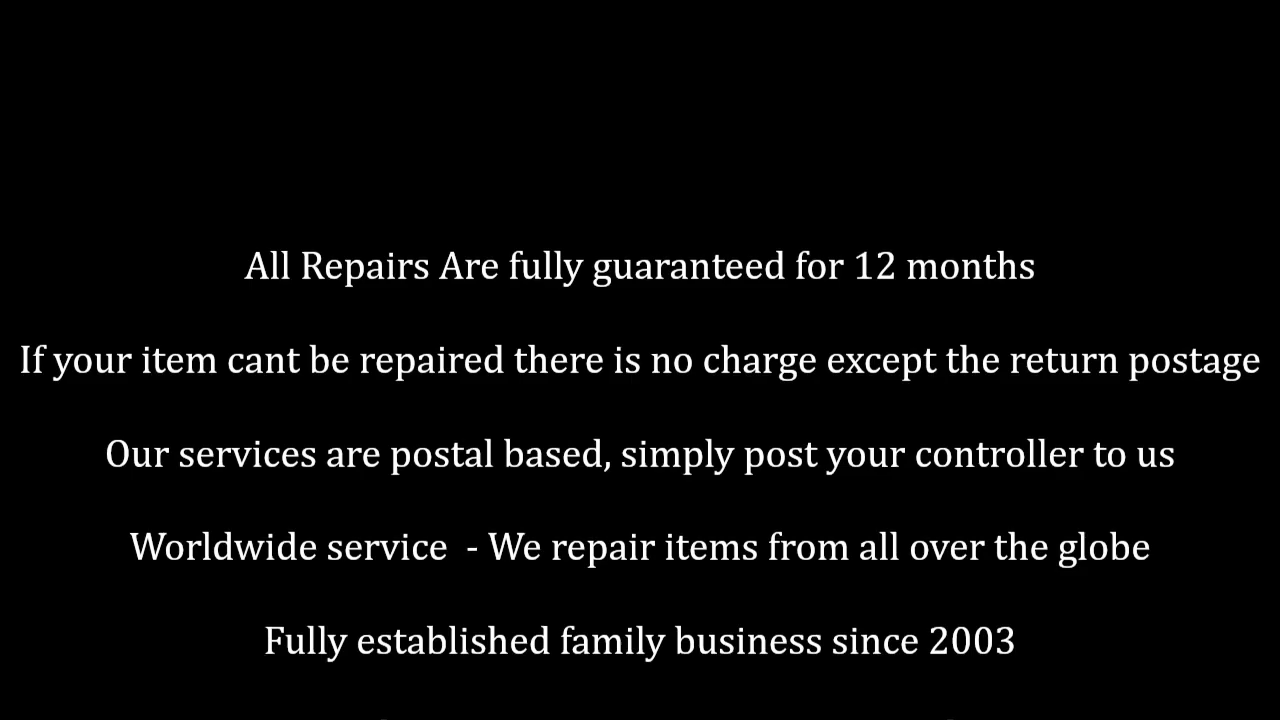 All Repairs Are fully guaranteed for 12 months
If your item cant be repaired there is no charge except the return postage
Our services are postal based, simply post your controller to us
Worldwide service  - We repair items from all over the globe
Fully established family business since 2003